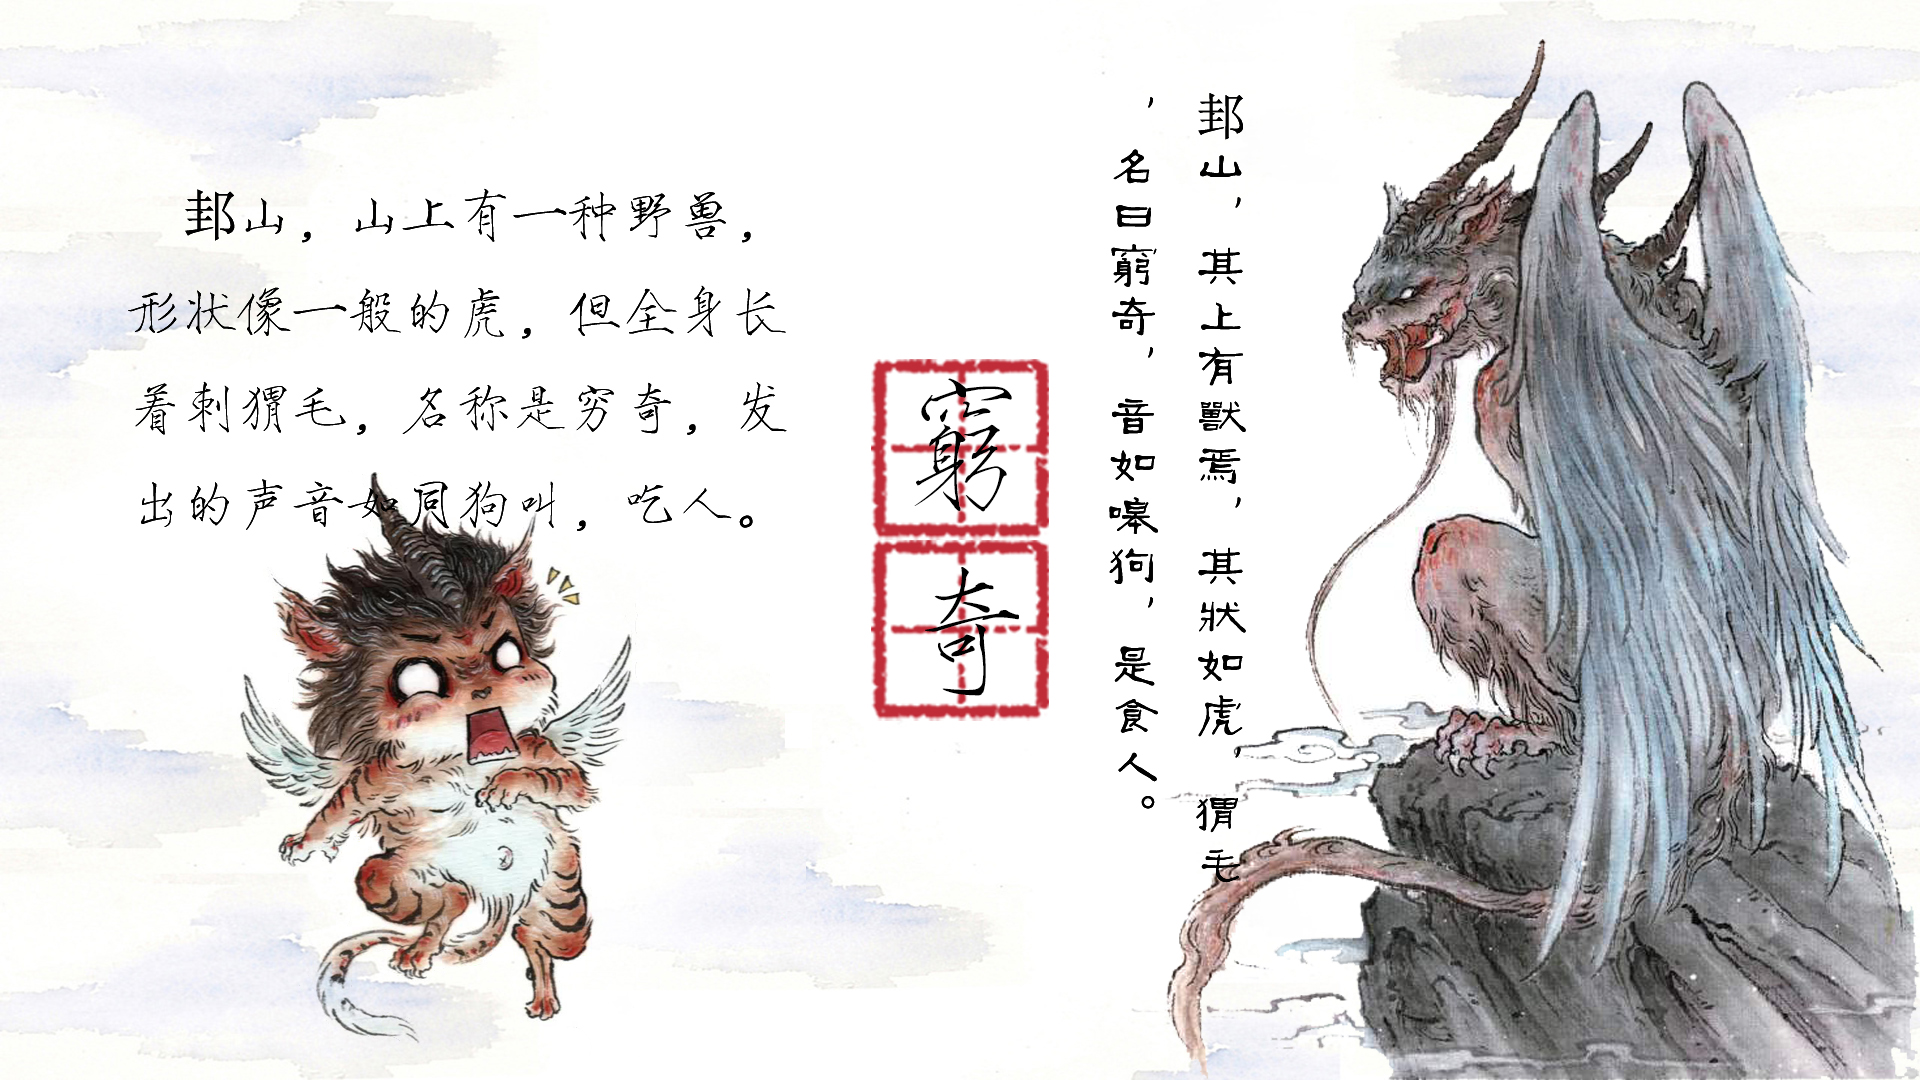 邽山，山上有一种野兽，
形状像一般的虎，但全身长
着刺猬毛，名称是穷奇，发
出的声音如同狗叫，吃人。
窮奇
邽山，其上有獸焉，其狀如虎，猬毛
，名曰窮奇，音如嗥狗，是食人。